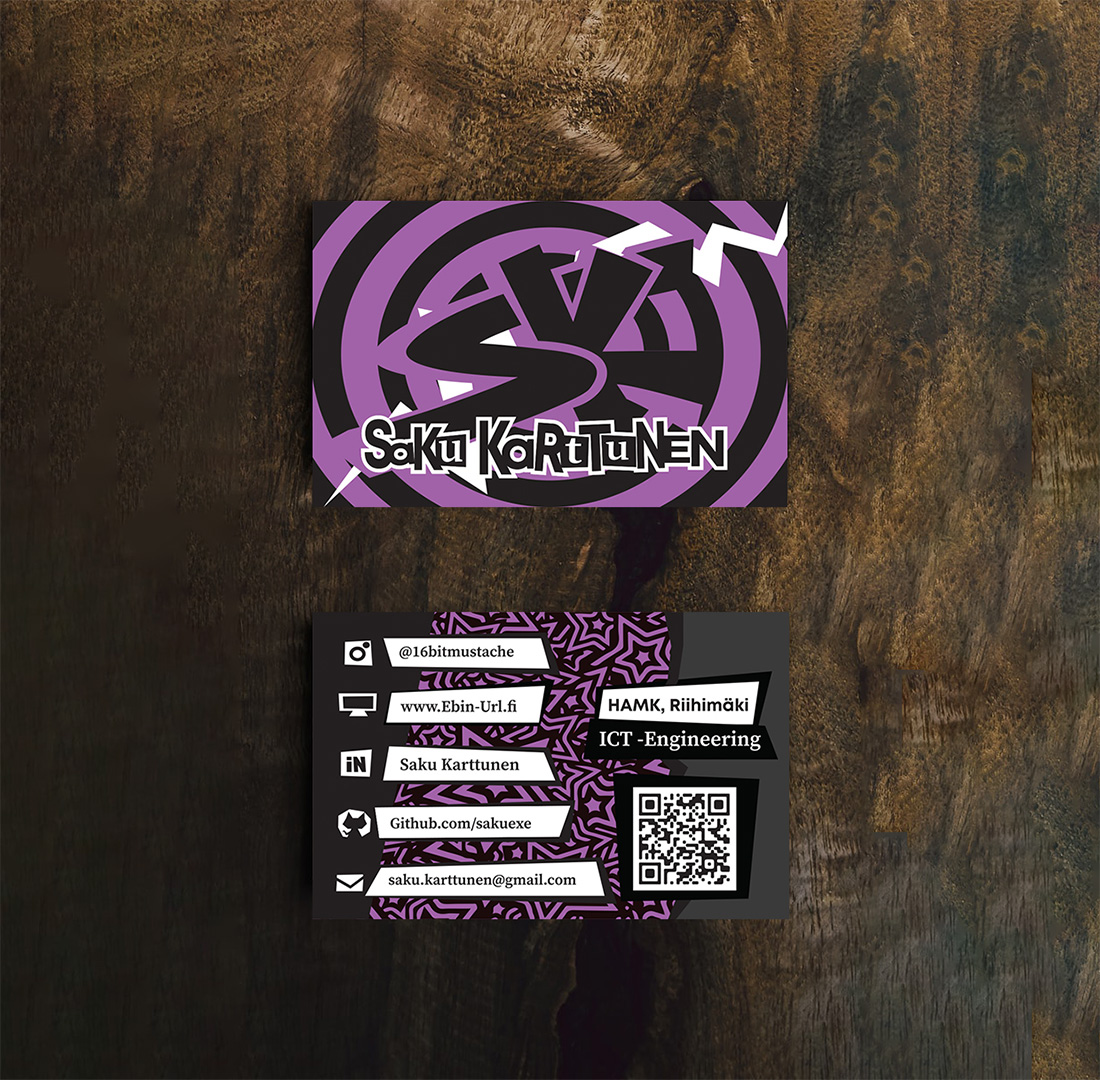 SaKu KaRtTuNEN
@16bitmustache
www.Ebin-Url.fi
iN Saku Karttunen
Github.com/sakuexe
saku.karttunen@gmail.com
HAMK, Riihimäki
ICT -Engineering